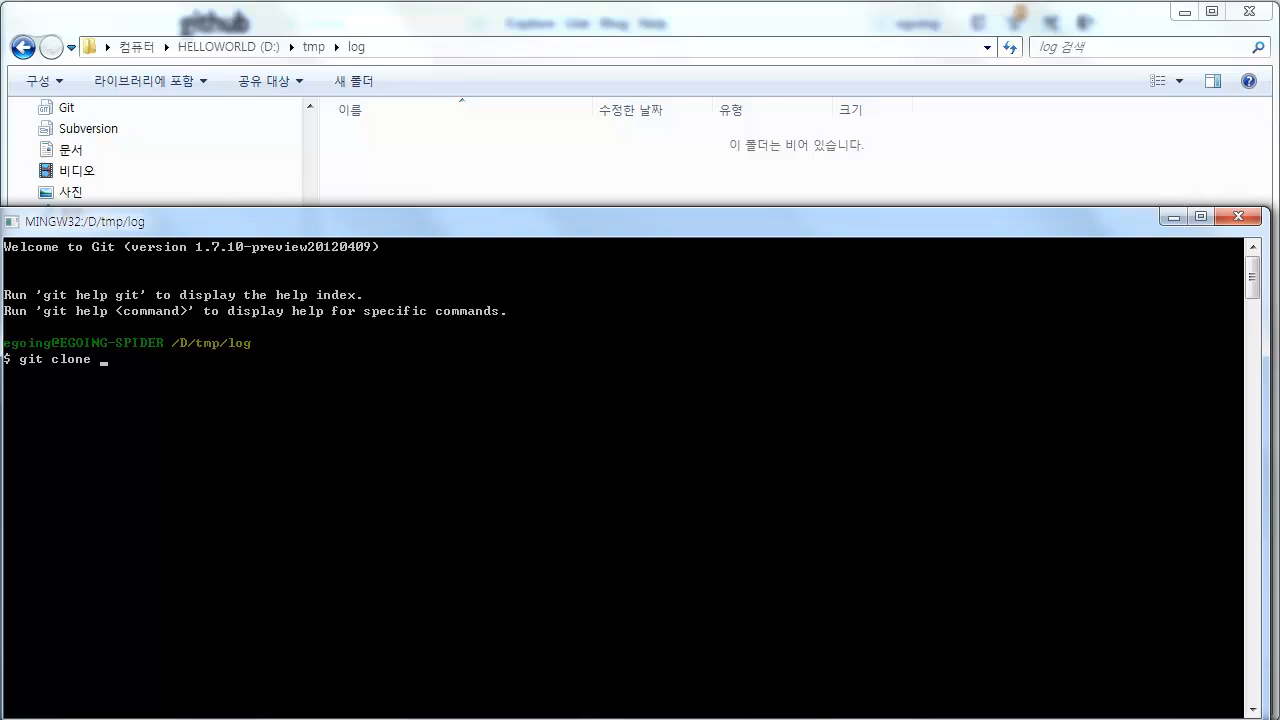 github
Explore Blog Help
컴퓨터 HELLOWORLD (D:) tmp log
log 검색
구성 라이브러리에 포함 공유 대상 새 폴더
Git
Subversion
문서
비디오
사진
이름 수정한 날짜 유형 크기
이 폴더는 비어 있습니다.
MINGW32:/D/tmp/log
Welcome to Git (version 1.7.10-preview20120409)
Run 'git help git' to display the help index.
Run 'git help <command>' to display help for specific commands.
egoing@EGOING-SPIDER /D/tmp/log
$ git clone _